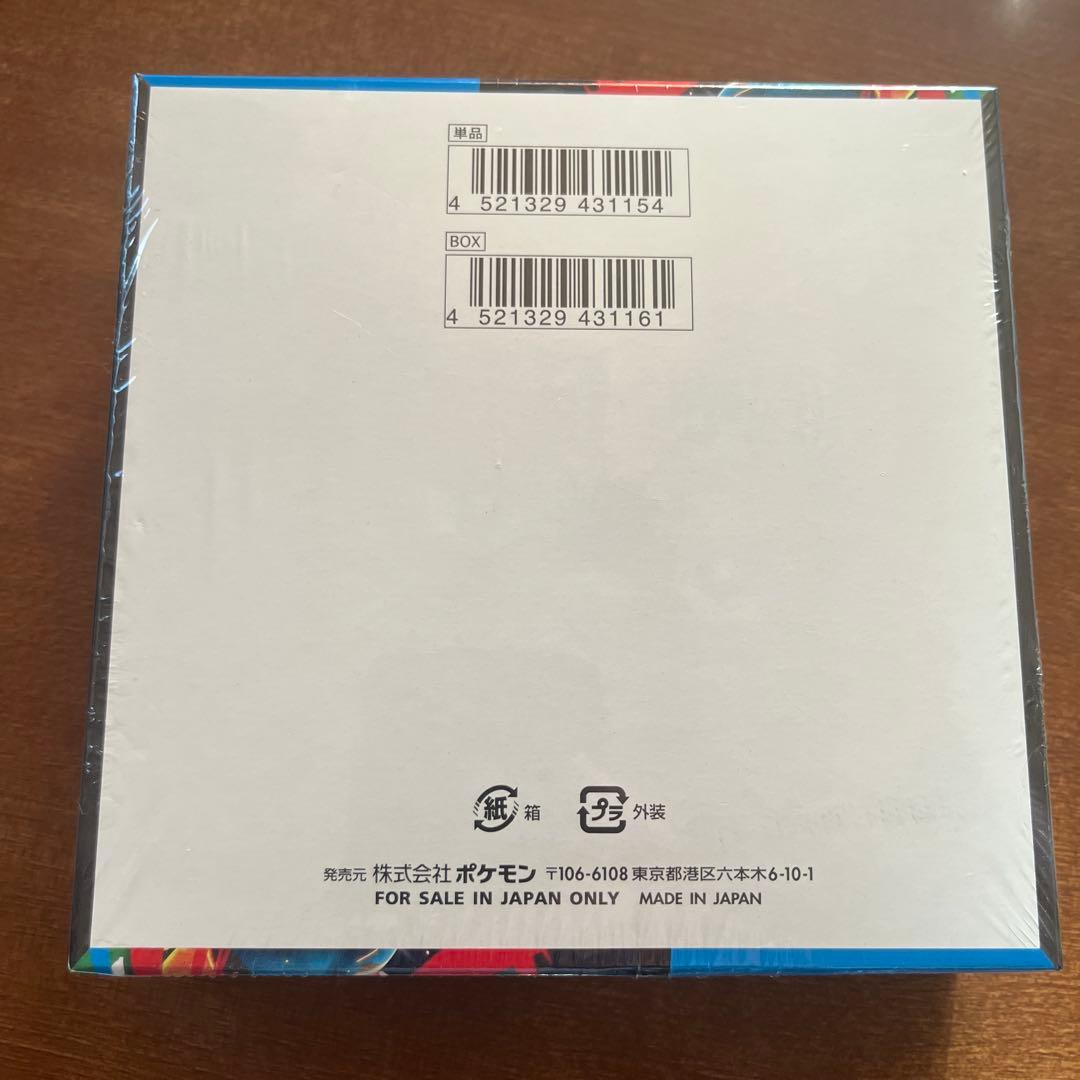 単品
4 521329 431154
BOX
4 521329 431161
紙 箱 プラ 外装
発売元 株式会社 ポケモン 〒106-6108 東京都港区六本木6-10-1
FOR SALE IN JAPAN ONLY MADE IN JAPAN